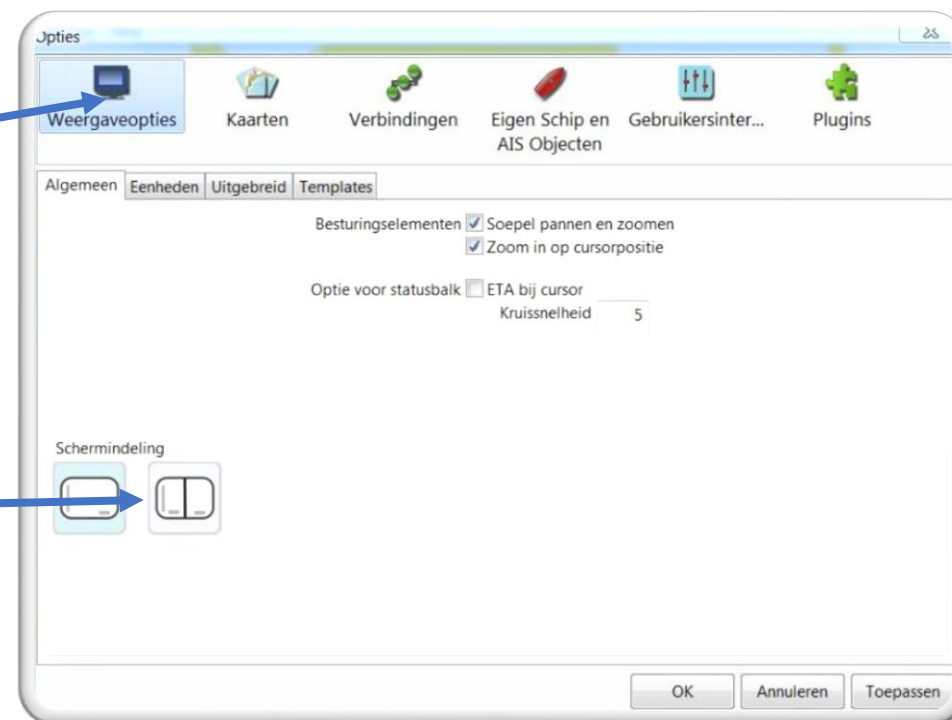 Opties
Weergaveopties
Kaarten
Verbindingen
Eigen Schip en
AIS Objecten
Gebruikersinter...
Plugins
Algemeen Eenheden Uitgebreid Templates
Besturingselementen Soepel pannen en zoomen
Zoom in op cursorpositie
Optie voor statusbalk ETA bij cursor
Kruissnelheid 5
Schermindeling
OK Annuleren Toepassen